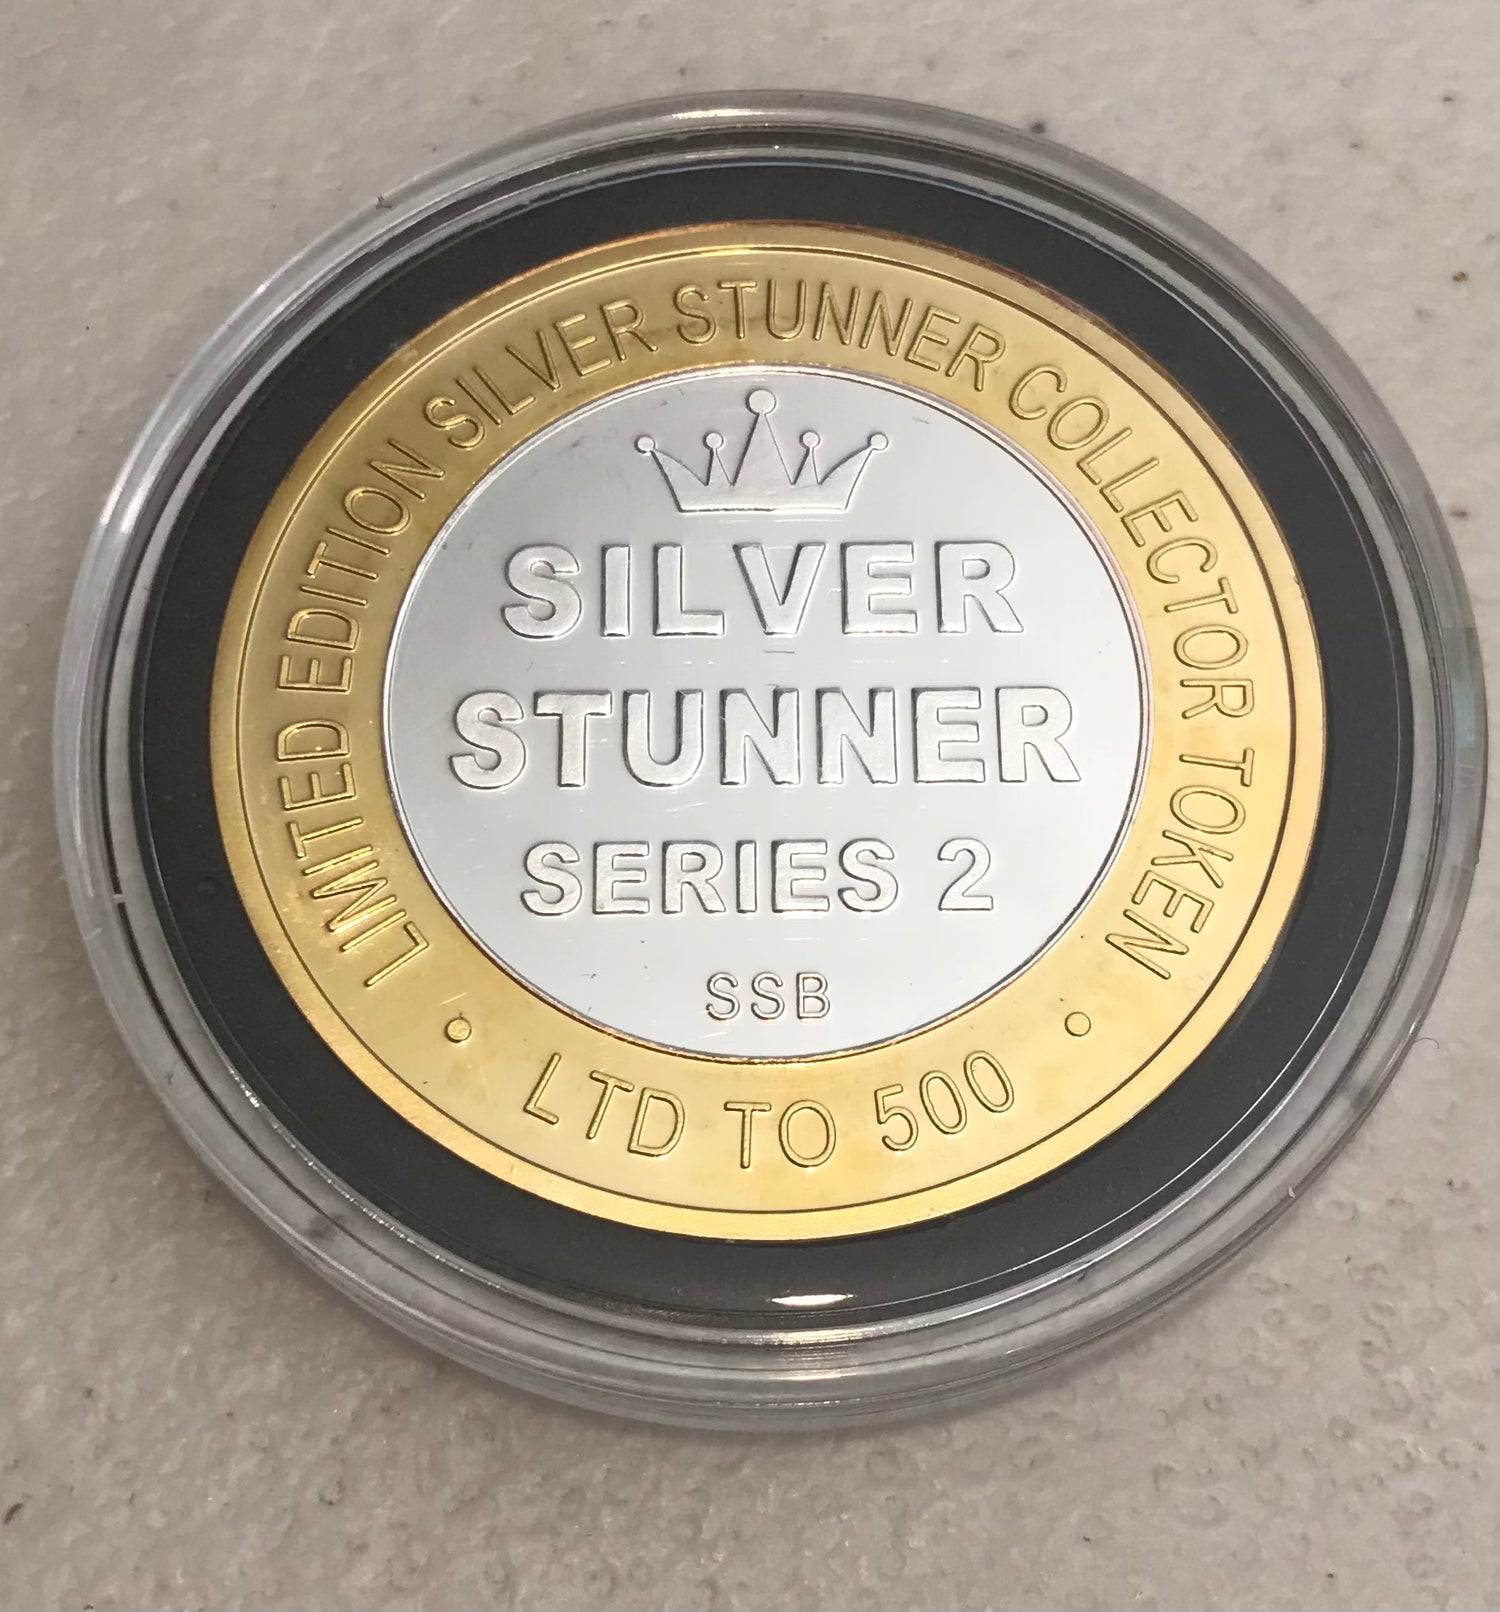 LIMITED EDITION SILVER STUNNER COLLECTOR TOKEN
SILVER
STUNNER
SERIES 2
SSB
• LTD TO 500 •